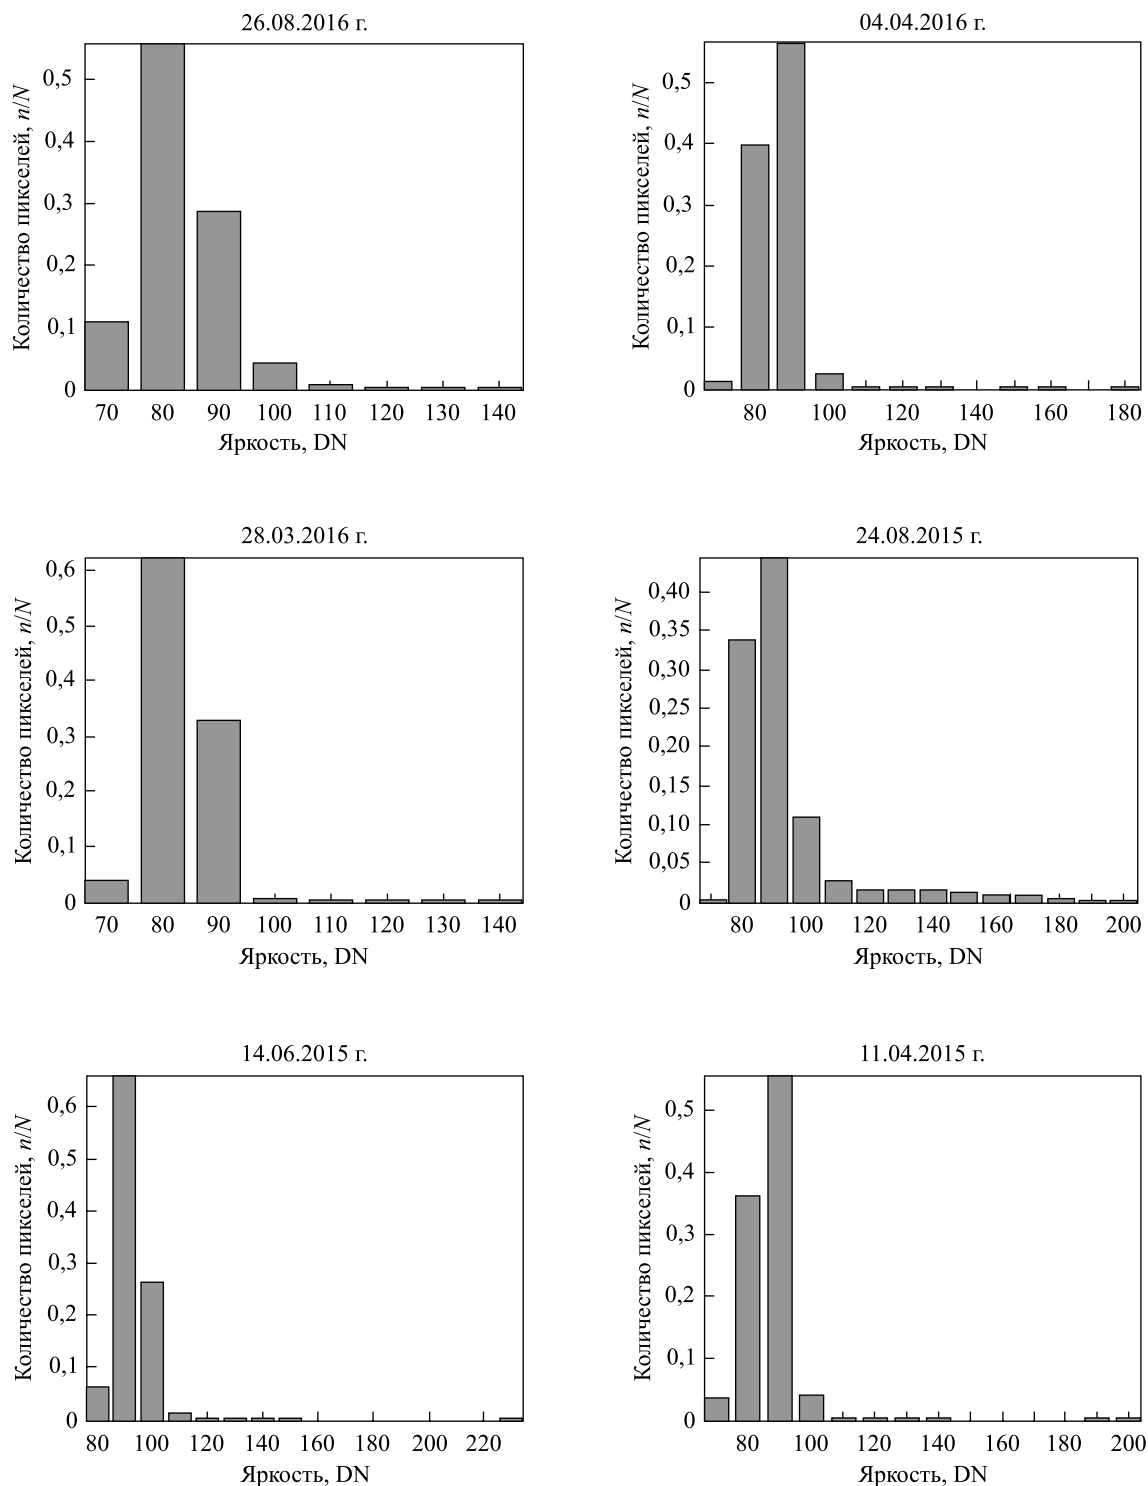 26.08.2016 г.
Количество пикселей, n/N
0,5
0,4
0,3
0,2
0,1
0
70 80 90 100 110 120 130 140
Яркость, DN
04.04.2016 г.
Количество пикселей, n/N
0,5
0,4
0,3
0,2
0,1
0
80 100 120 140 160 180
Яркость, DN
28.03.2016 г.
Количество пикселей, n/N
0,6
0,5
0,4
0,3
0,2
0,1
0
70 80 90 100 110 120 130 140
Яркость, DN
24.08.2015 г.
Количество пикселей, n/N
0,40
0,35
0,30
0,25
0,20
0,15
0,10
0,05
0
80 100 120 140 160 180 200
Яркость, DN
14.06.2015 г.
Количество пикселей, n/N
0,6
0,5
0,4
0,3
0,2
0,1
0
80 100 120 140 160 180 200 220
Яркость, DN
11.04.2015 г.
Количество пикселей, n/N
0,5
0,4
0,3
0,2
0,1
0
80 100 120 140 160 180 200
Яркость, DN